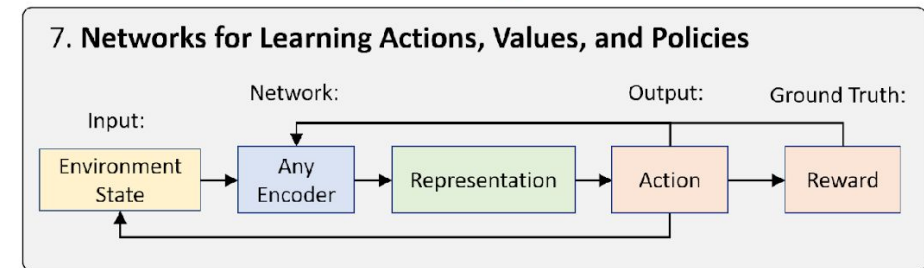 7. Networks for Learning Actions, Values, and Policies
Network:
Output:
Ground Truth:
Input:
Environment
State
Any
Encoder
Representation
Action
Reward